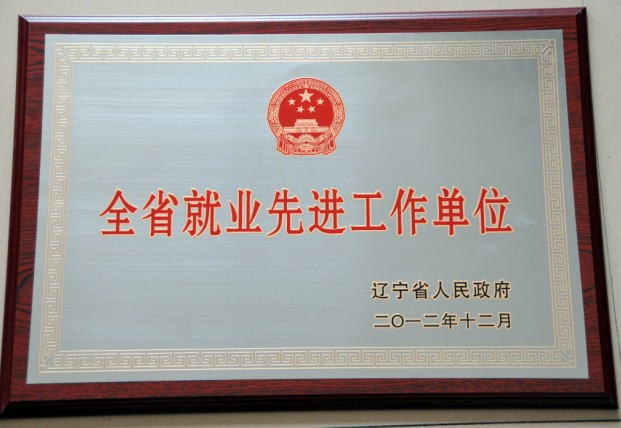 全省就业先进工作单位
辽宁省人民政府
二〇一二年十二月